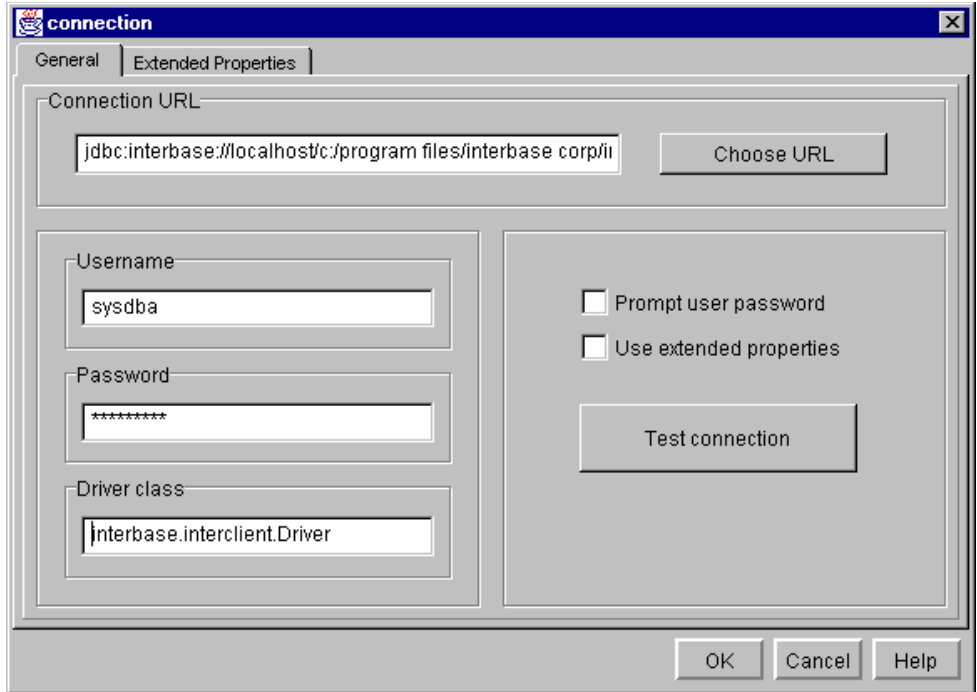 connection
General
Extended Properties
Connection URL
jdbc:interbase://localhost/c:/program files/interbase corp/i
Choose URL
Username
sysdba
Password
*********
Driver class
interbase.interclient.Driver
Prompt user password
Use extended properties
Test connection
OK
Cancel
Help